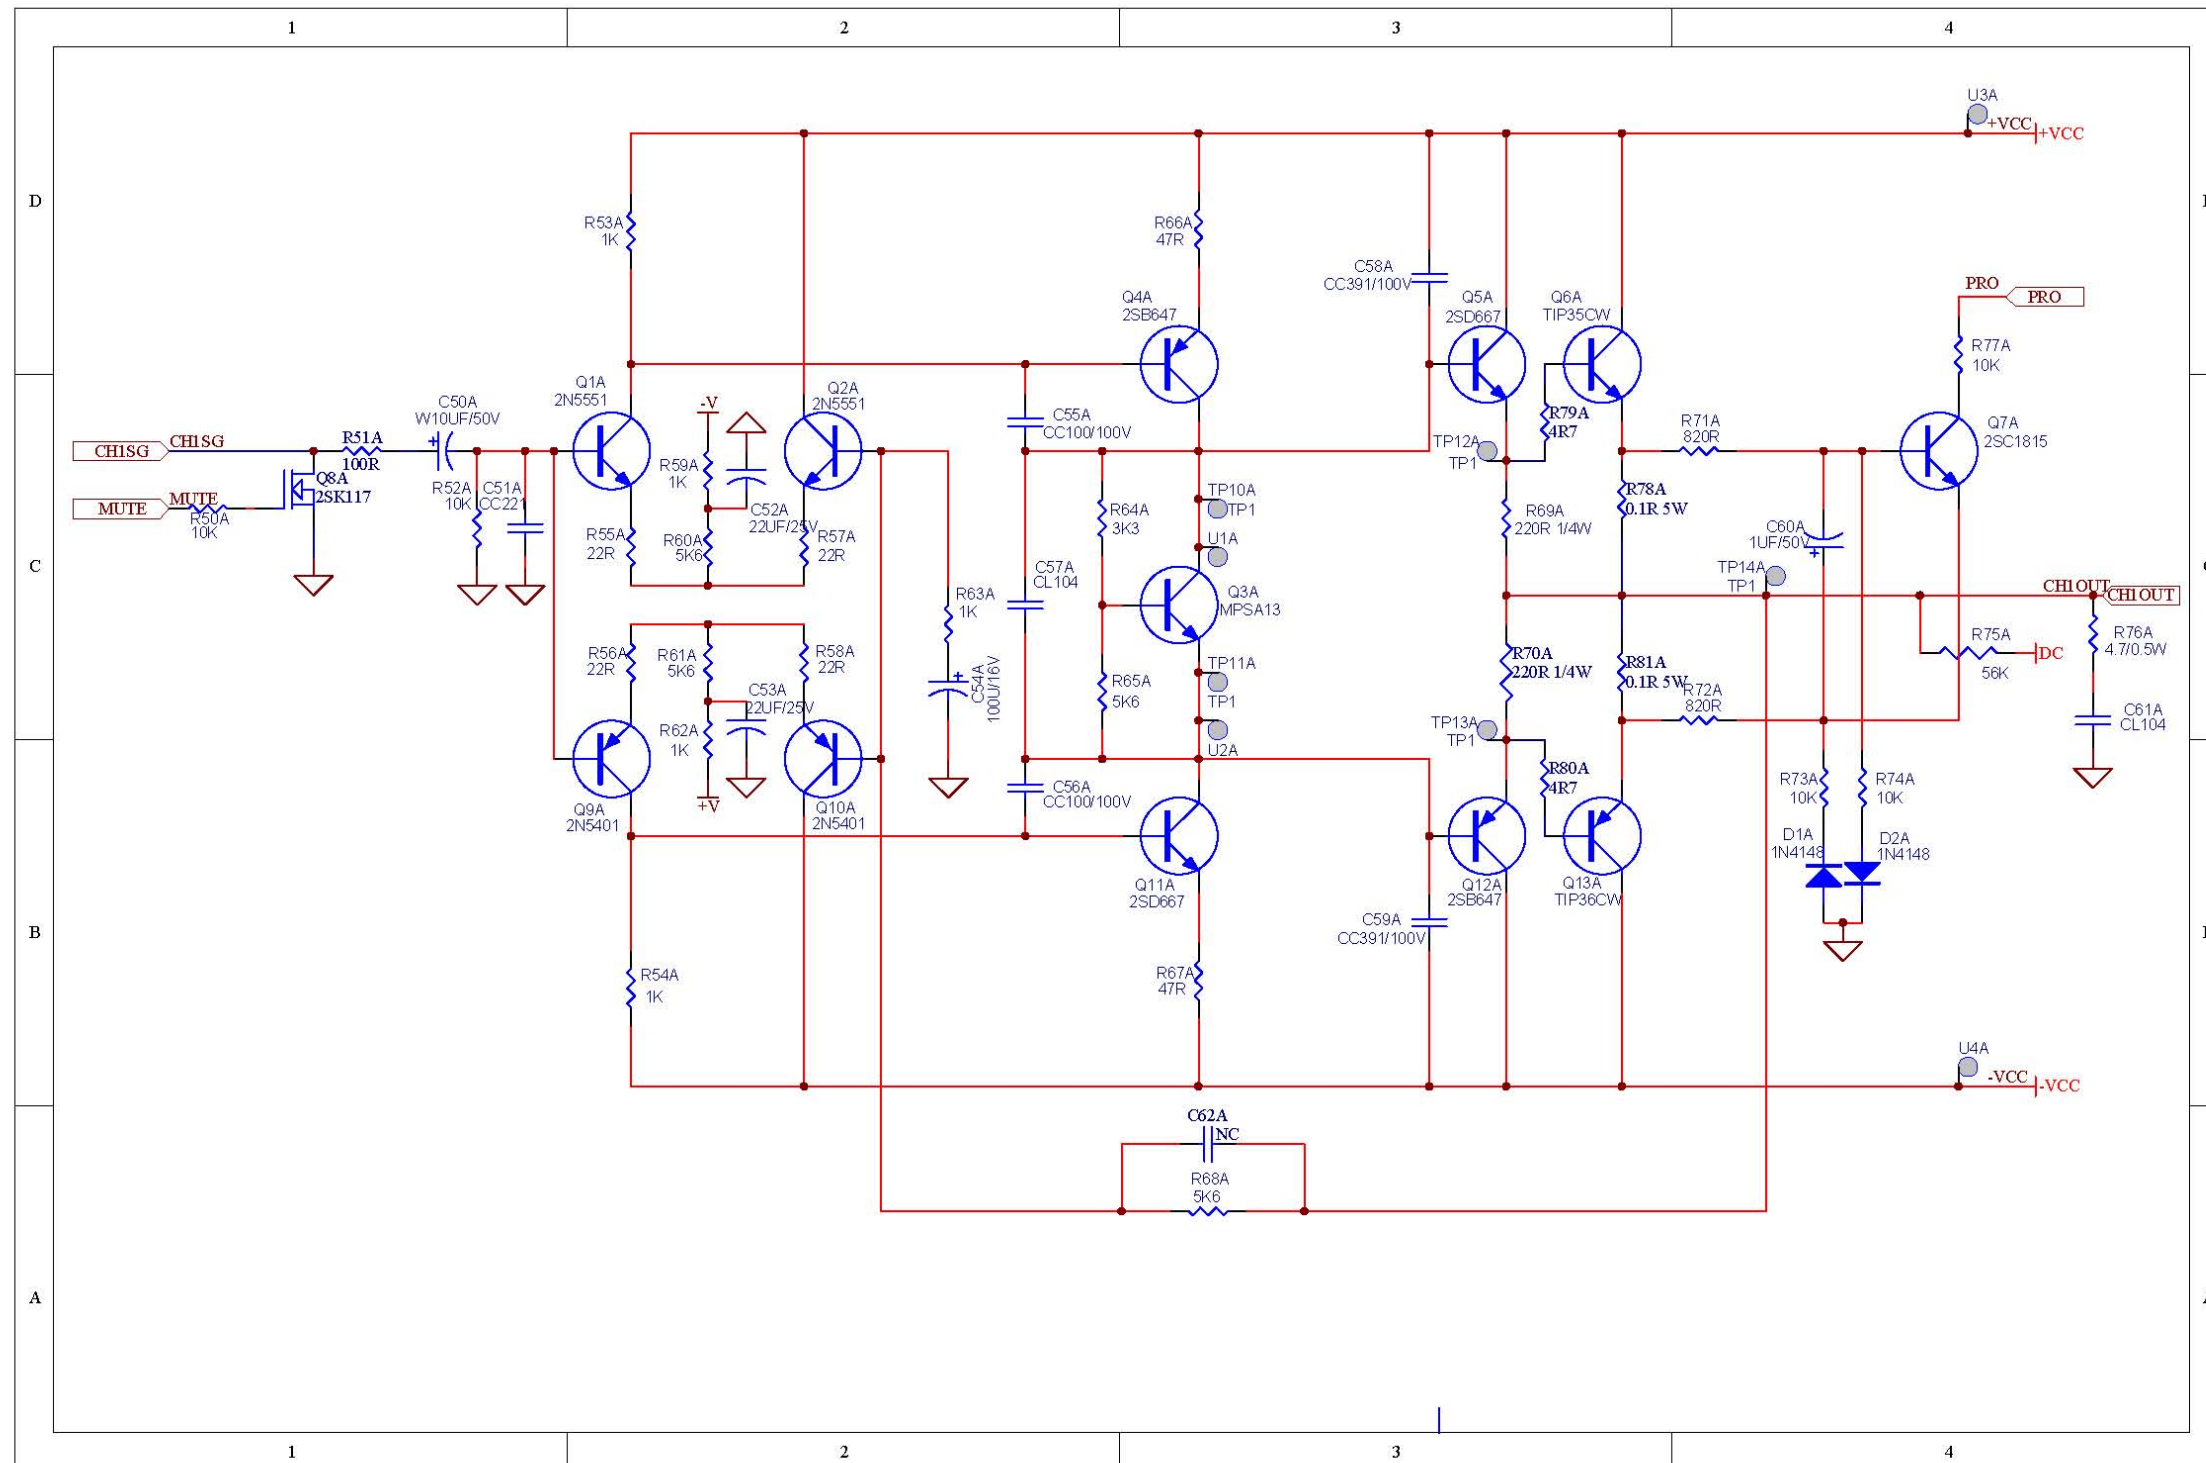 1
2
3
4
D
C
B
A
U3A
+VCC
+VCC
R53A
1K
R66A
47R
C58A
CC391/100V
Q4A
2SB647
Q5A
2SD667
Q6A
TIP35CW
PRO
PRO
R77A
10K
Q1A
2N5551
-V
Q2A
2N5551
C50A
W10UF/50V
+
C55A
CC100/100V
R79A
4R7
R71A
820R
Q7A
2SC1815
CH1SG
CH1SG
R51A
100R
TP12A
TP1
R59A
1K
Q8A
2SK117
R52A
10K
C51A
CC221
MUTE
MUTE
R50A
10K
C52A
22UF/25V
R64A
3K3
TP10A
TP1
R78A
0.1R 5W
R69A
220R 1/4W
R55A
22R
R60A
5K6
R57A
22R
U1A
C60A
1UF/50V
+
C57A
CL104
TP14A
TP1
R63A
1K
Q3A
MPSA13
CH1OUT
CH1OUT
R56A
22R
R61A
5K6
R58A
22R
TP11A
TP1
R70A
220R 1/4W
R81A
0.1R 5W
R75A
56K
DC
R76A
4.7/0.5W
C53A
22UF/25V
+
C54A
100U/16V
R65A
5K6
R62A
1K
TP13A
TP1
R72A
820R
C61A
CL104
U2A
+V
Q9A
2N5401
Q10A
2N5401
C56A
CC100/100V
R80A
4R7
R73A
10K
R74A
10K
D1A
1N4148
D2A
1N4148
Q11A
2SD667
Q12A
2SB647
Q13A
TIP36CW
C59A
CC391/100V
R54A
1K
R67A
47R
U4A
-VCC
-VCC
C62A
NC
R68A
5K6
1
2
3
4